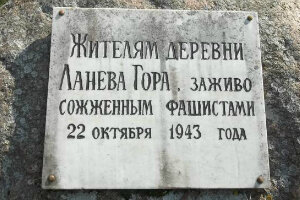 Жителям деревни
Ланева Гора, заживо
сожженным фашистами
22 октября 1943 года